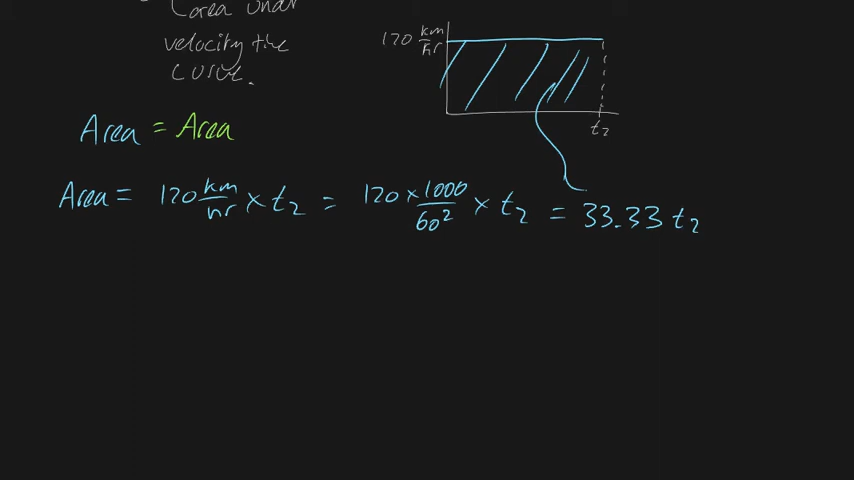 (area under
velocity the
curve.
120 km/hr
t₂
Area = Area
Area = 120 km/hr × t₂ = 120 × 1000/60² × t₂ = 33.33 t₂